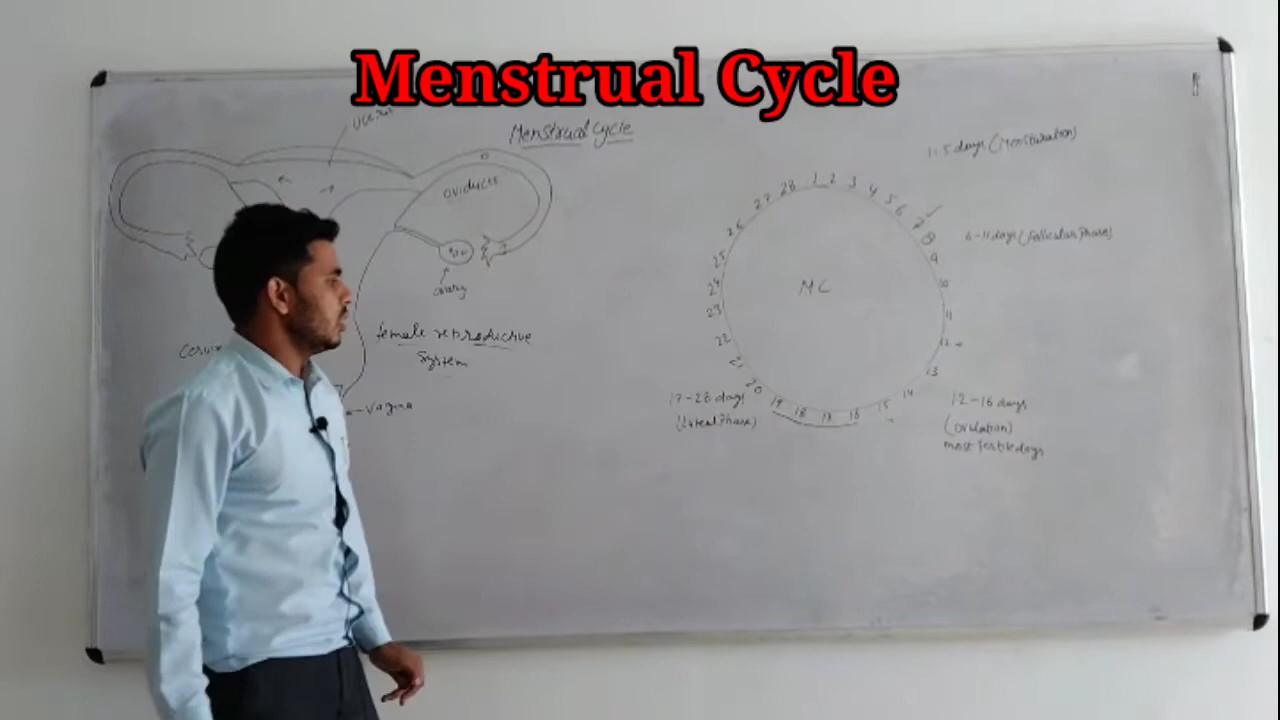 Menstrual Cycle
Menstrual Cycle
Uterus
oviducts
ovary
female reproductive
System
Cervix
Vagina
1-5 days (Mensturation)
28 1 2 3 4 5 6 7 8 9 10 11 12 13 14 15 16 17 18 19 20 21 22 23 24 25 26 27
MC
6-11 days (follicular Phase)
12-16 days
(ovulation)
most fertile days
17-28 days
(Luteal Phase)